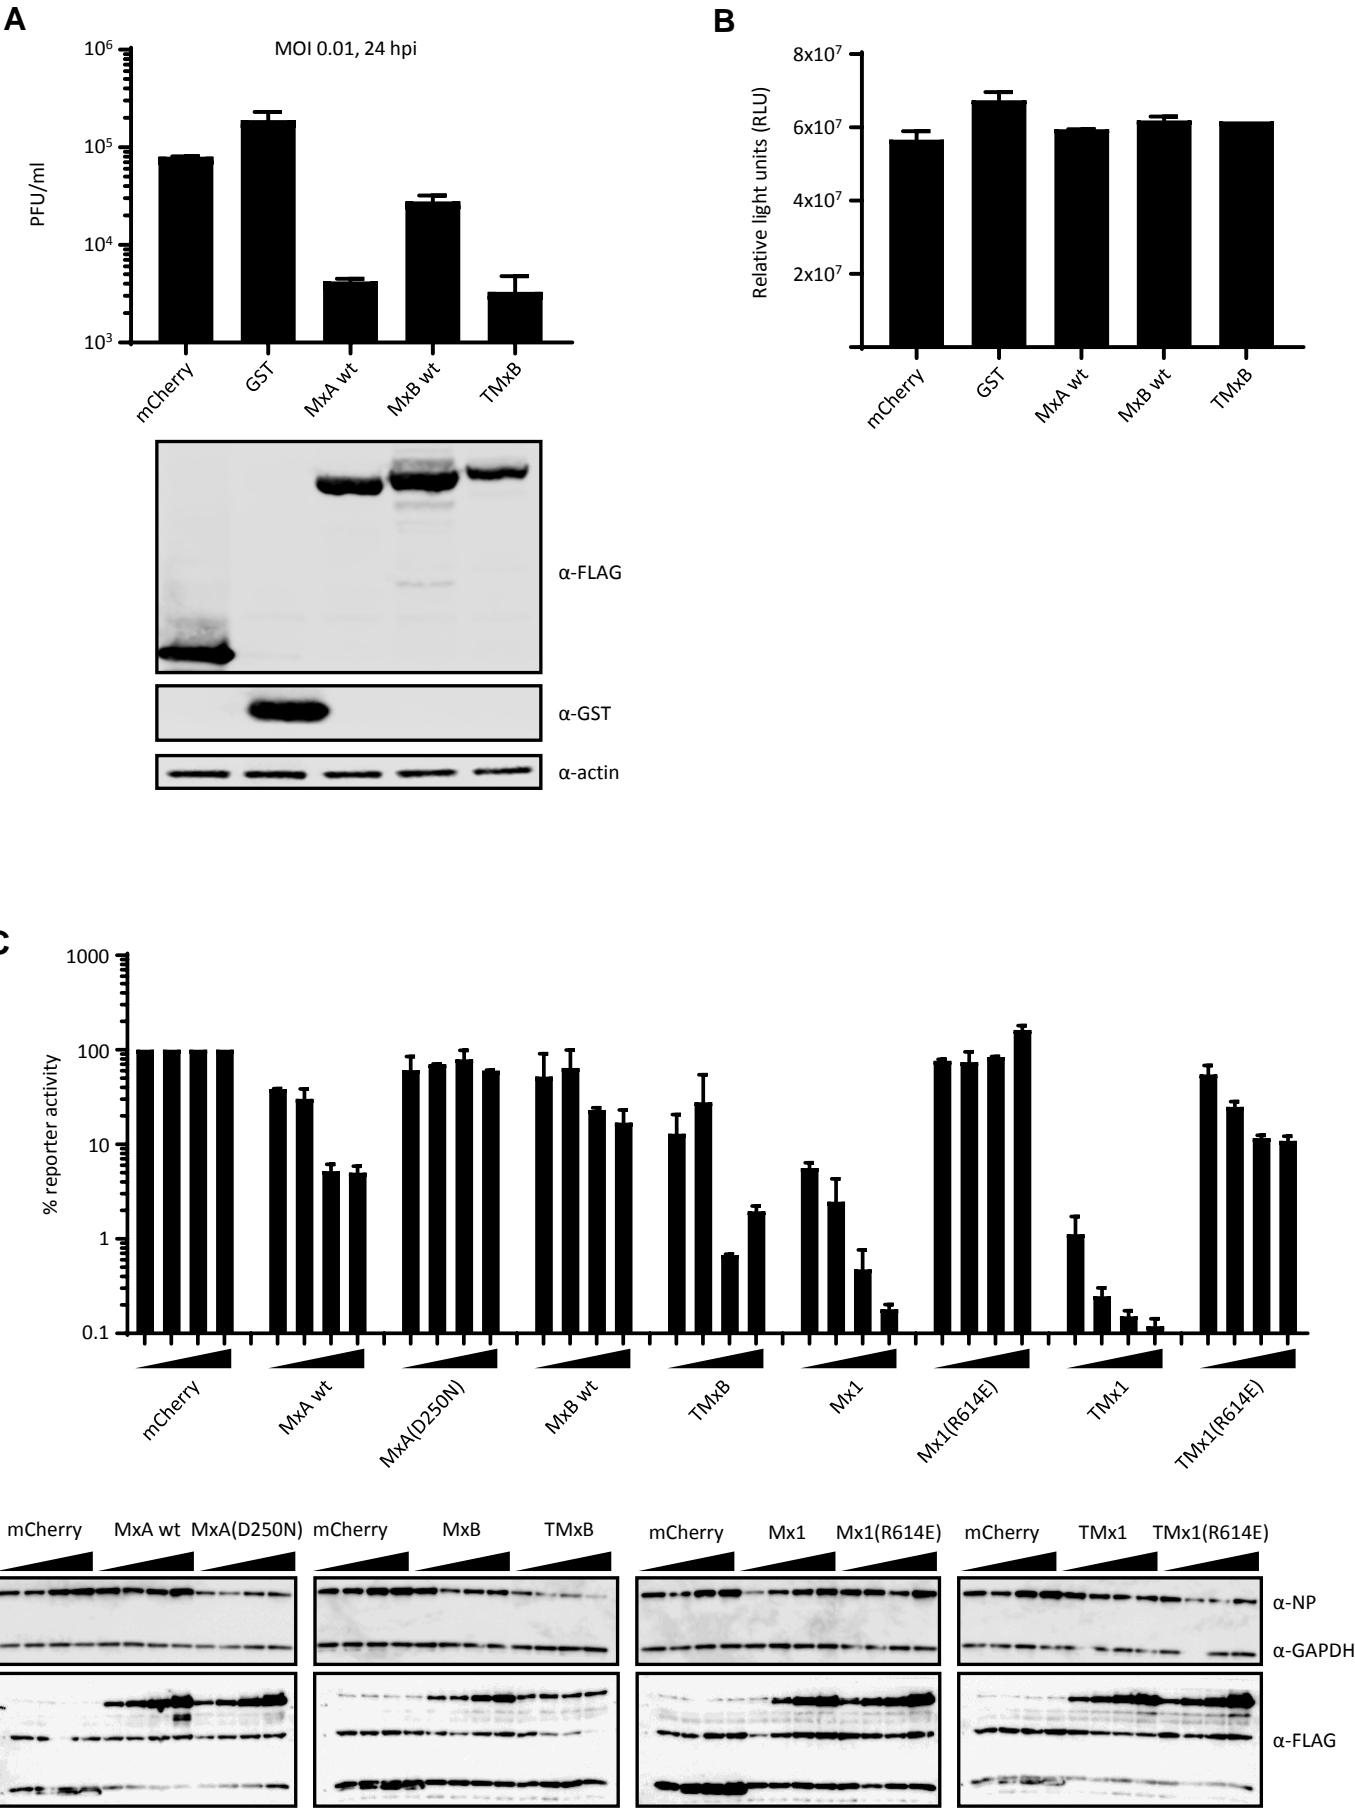 A
MOI 0.01, 24 hpi
PFU/ml
10⁶
10⁵
10⁴
10³
mCherry
GST
MxA wt
MxB wt
TMxB
α-FLAG
α-GST
α-actin
B
Relative light units (RLU)
8x10⁷
6x10⁷
4x10⁷
2x10⁷
mCherry
GST
MxA wt
MxB wt
TMxB
C
% reporter activity
1000
100
10
1
0.1
mCherry
MxA wt
MxA(D250N)
MxB wt
TMxB
Mx1
Mx1(R614E)
TMx1
TMx1(R614E)
mCherry MxA wt MxA(D250N) mCherry MxB TMxB mCherry Mx1 Mx1(R614E) mCherry TMx1 TMx1(R614E)
α-NP
α-GAPDH
α-FLAG